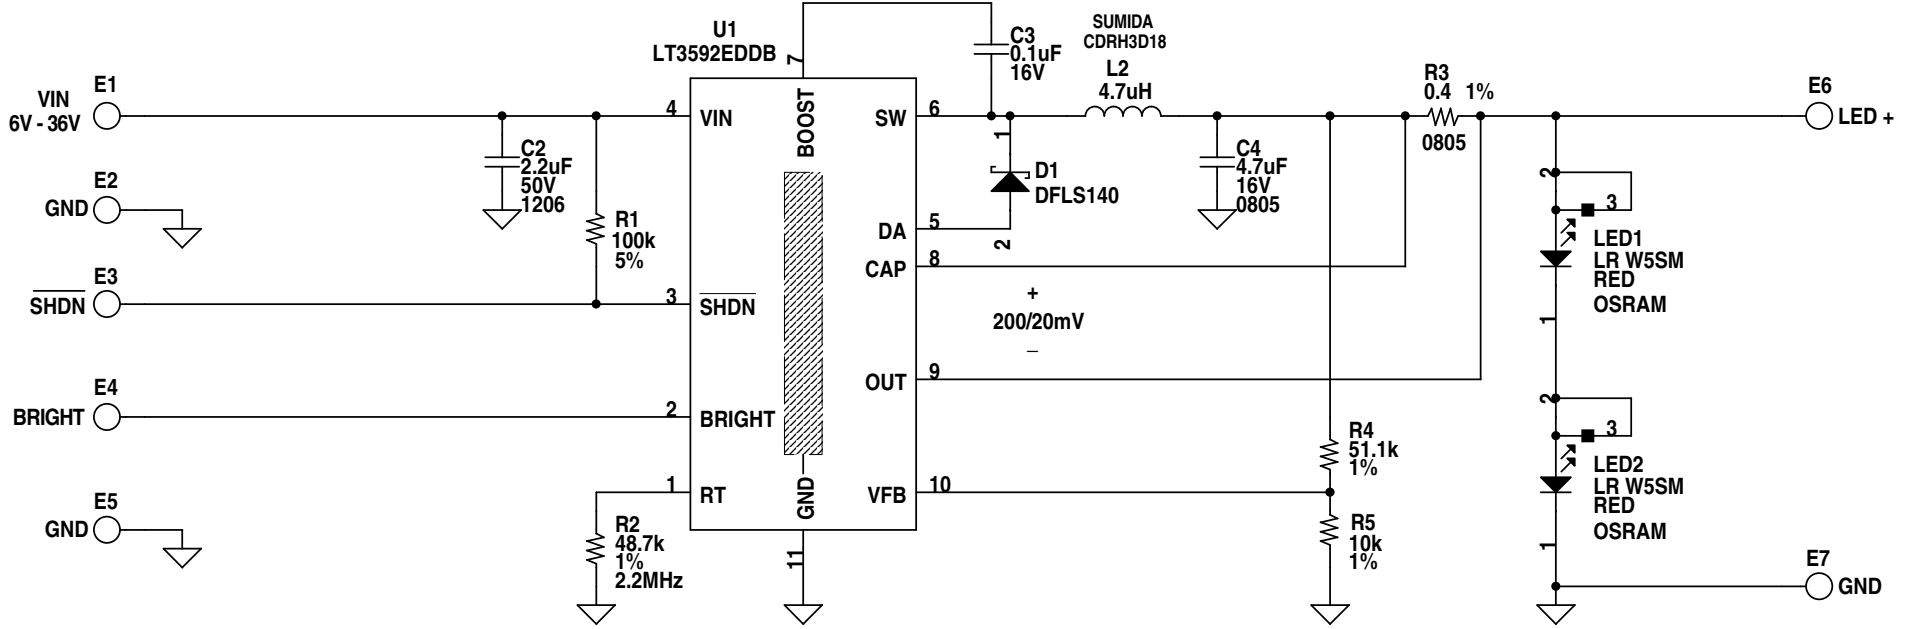 U1
LT3592EDDB
7
BOOST
GND
11
E1
VIN
6V - 36V
E2
GND
E3
SHDN
E4
BRIGHT
E5
GND
C2
2.2uF
50V
1206
R1
100k
5%
R2
48.7k
1%
2.2MHz
4
VIN
3
SHDN
2
BRIGHT
1
RT
SW
6
DA
5
CAP
8
OUT
9
VFB
10
+
200/20mV
–
C3
0.1uF
16V
1
D1
DFLS140
2
SUMIDA
CDRH3D18
L2
4.7uH
C4
4.7uF
16V
0805
R3
0.4 1%
0805
R4
51.1k
1%
R5
10k
1%
2
3
LED1
LR W5SM
RED
OSRAM
1
2
3
LED2
LR W5SM
RED
OSRAM
1
E6
LED +
E7
GND